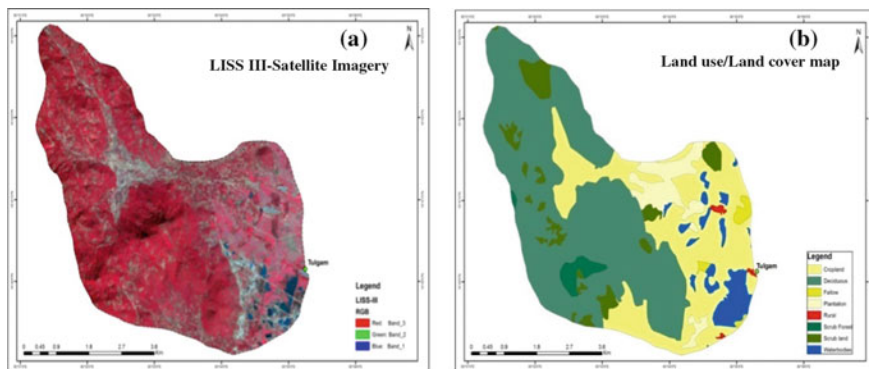 (a)
N
LISS III-Satellite Imagery
Tulgam
Legend
LISS-III
RGB
Red: Band_3
Green: Band_2
Blue: Band_1
0 0.45 0.9 1.8 2.7 3.6
Km
(b)
N
Land use/Land cover map
Tulgam
Legend
Cropland
Deciduous
Fallow
Plantation
Rural
Scrub Forest
Scrub land
Waterbodies
0 0.45 0.9 1.8 2.7 3.6
Km